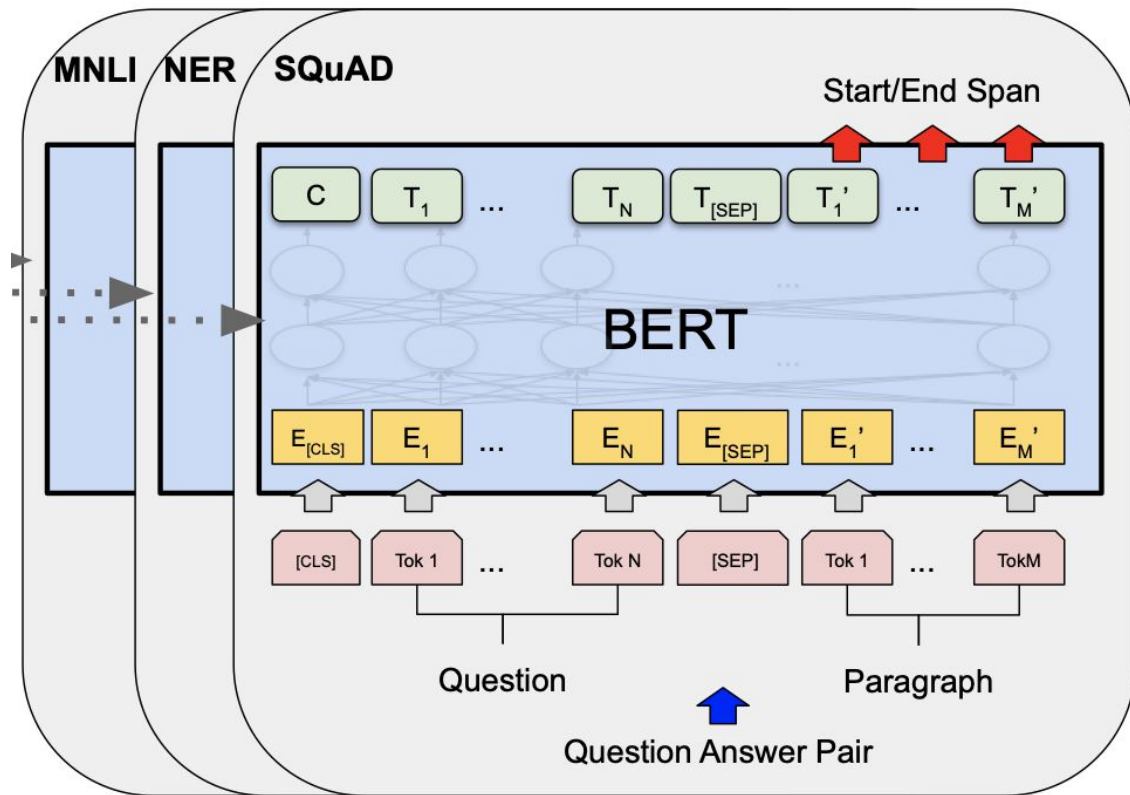 MNLI NER SQuAD
Start/End Span
C T1 ... TN T[SEP] T1' ... TM'
...
BERT
...
E[CLS] E1 ... EN E[SEP] E1' ... EM'
[CLS] Tok 1 ... Tok N [SEP] Tok 1 ... TokM
Question Paragraph
Question Answer Pair